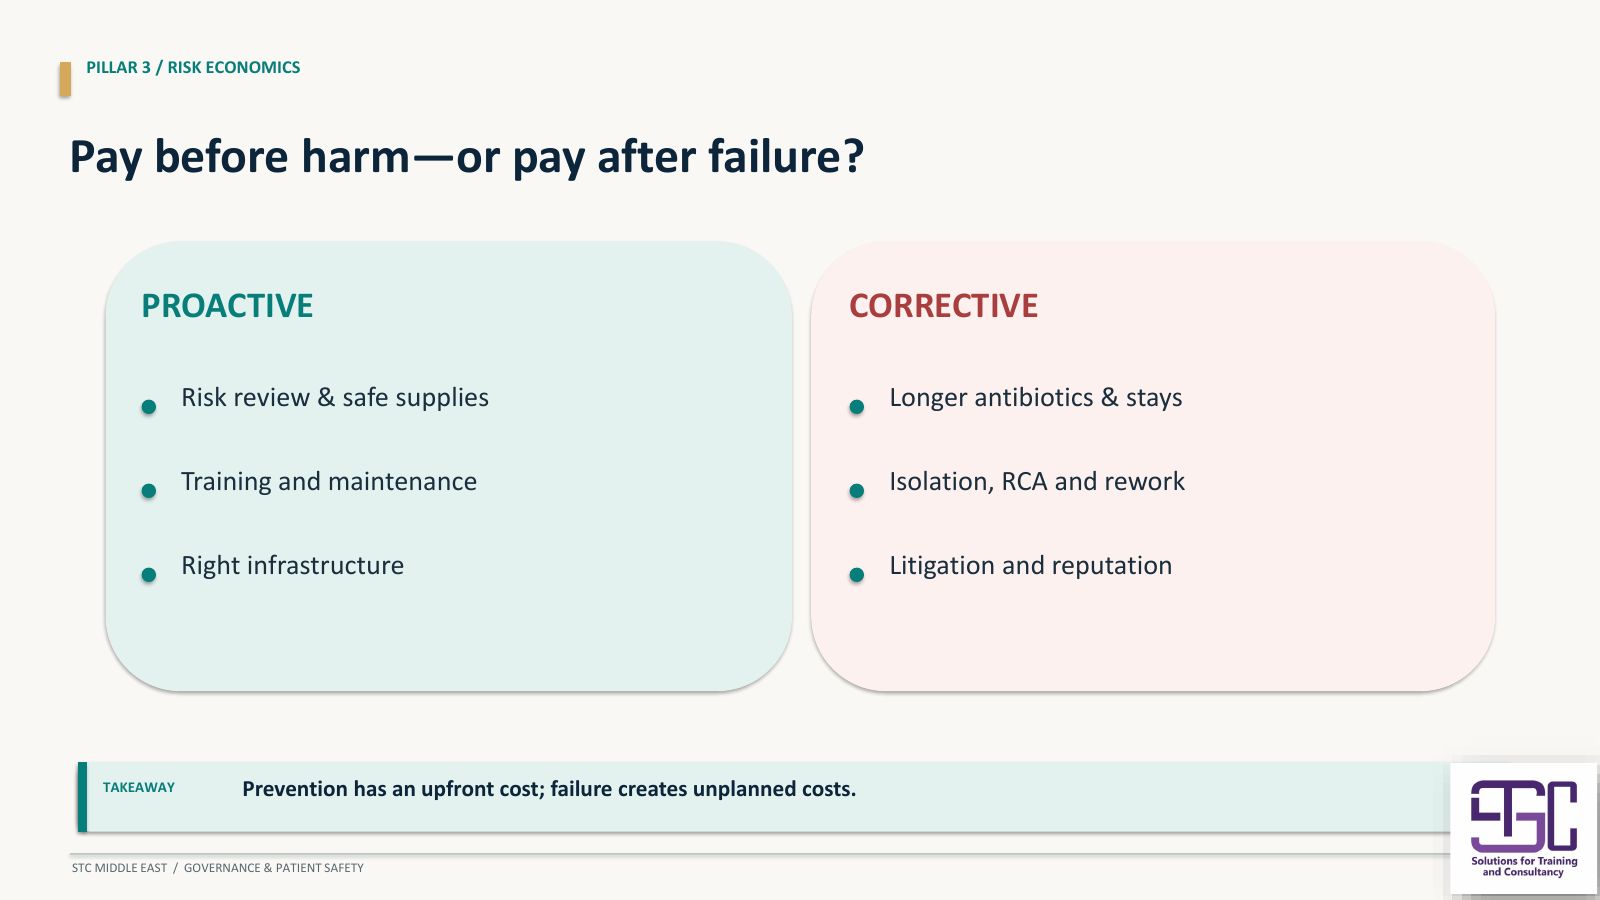 PILLAR 3 / RISK ECONOMICS
Pay before harm—or pay after failure?
PROACTIVE
Risk review & safe supplies
Training and maintenance
Right infrastructure
CORRECTIVE
Longer antibiotics & stays
Isolation, RCA and rework
Litigation and reputation
TAKEAWAY
Prevention has an upfront cost; failure creates unplanned costs.
STC MIDDLE EAST / GOVERNANCE & PATIENT SAFETY
STC
Solutions for Training
and Consultancy